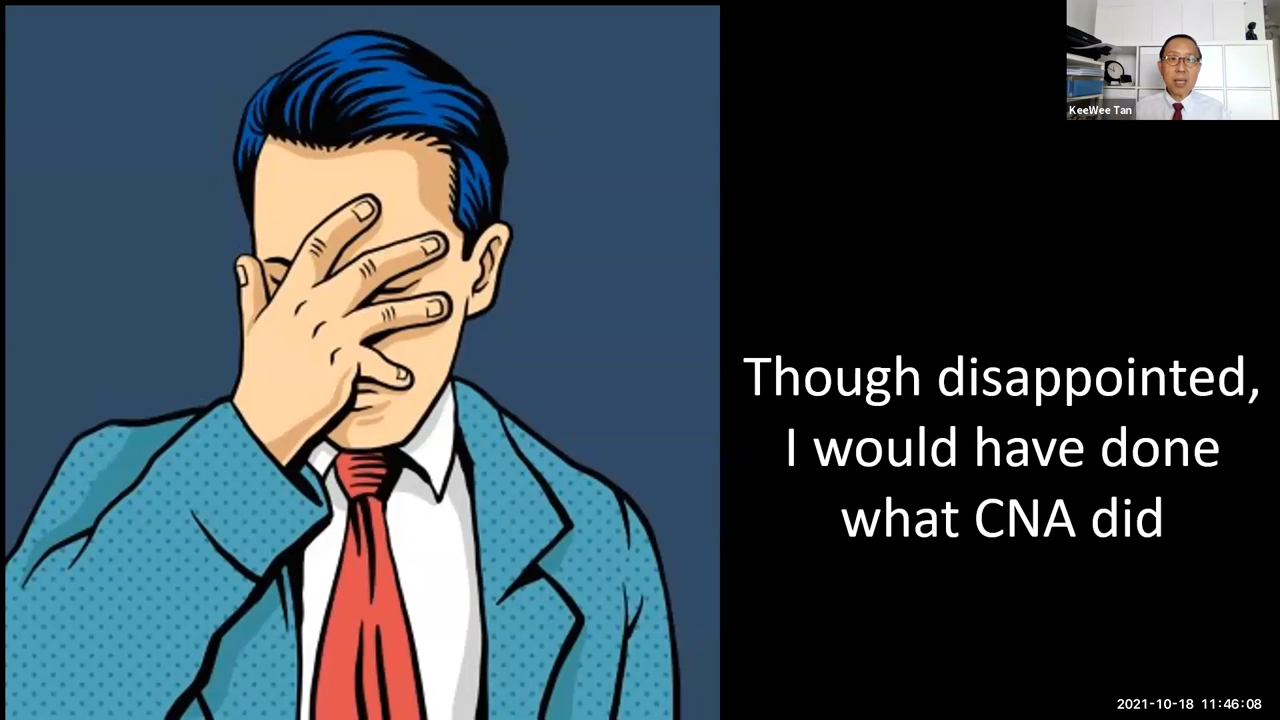 KeeWee Tan
Though disappointed,
I would have done
what CNA did
2021-10-18 11:46:08